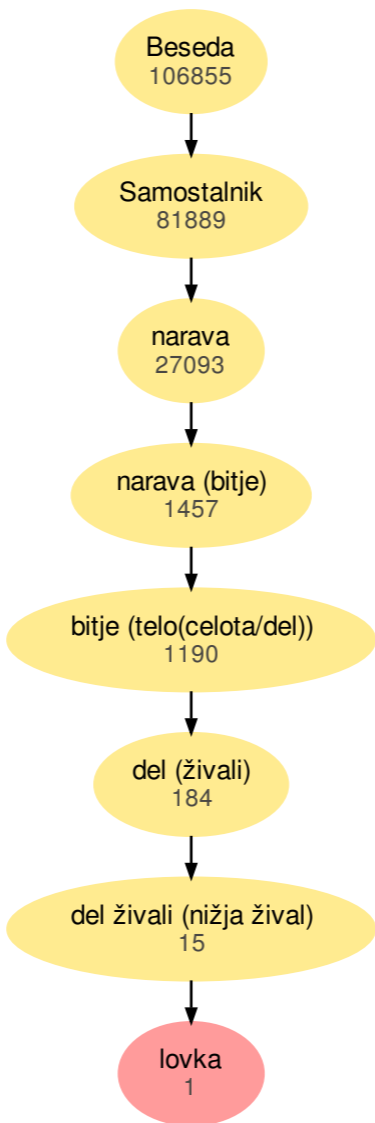 Beseda
106855
Samostalnik
81889
narava
27093
narava (bitje)
1457
bitje (telo(celota/del))
1190
del (živali)
184
del živali (nižja žival)
15
lovka
1